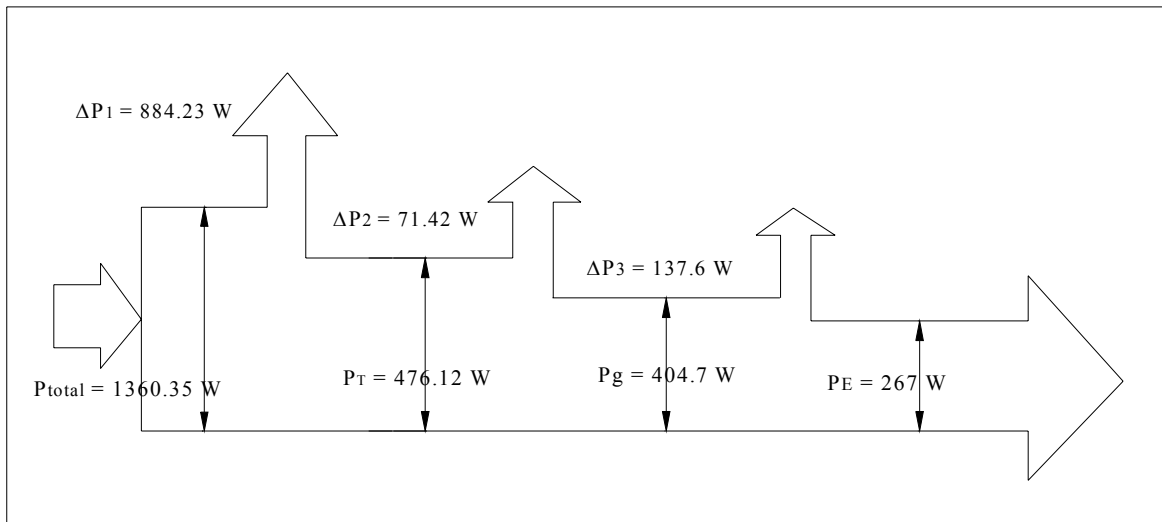 ΔP1 = 884.23 W
ΔP2 = 71.42 W
ΔP3 = 137.6 W
Ptotal = 1360.35 W
PT = 476.12 W
Pg = 404.7 W
PE = 267 W